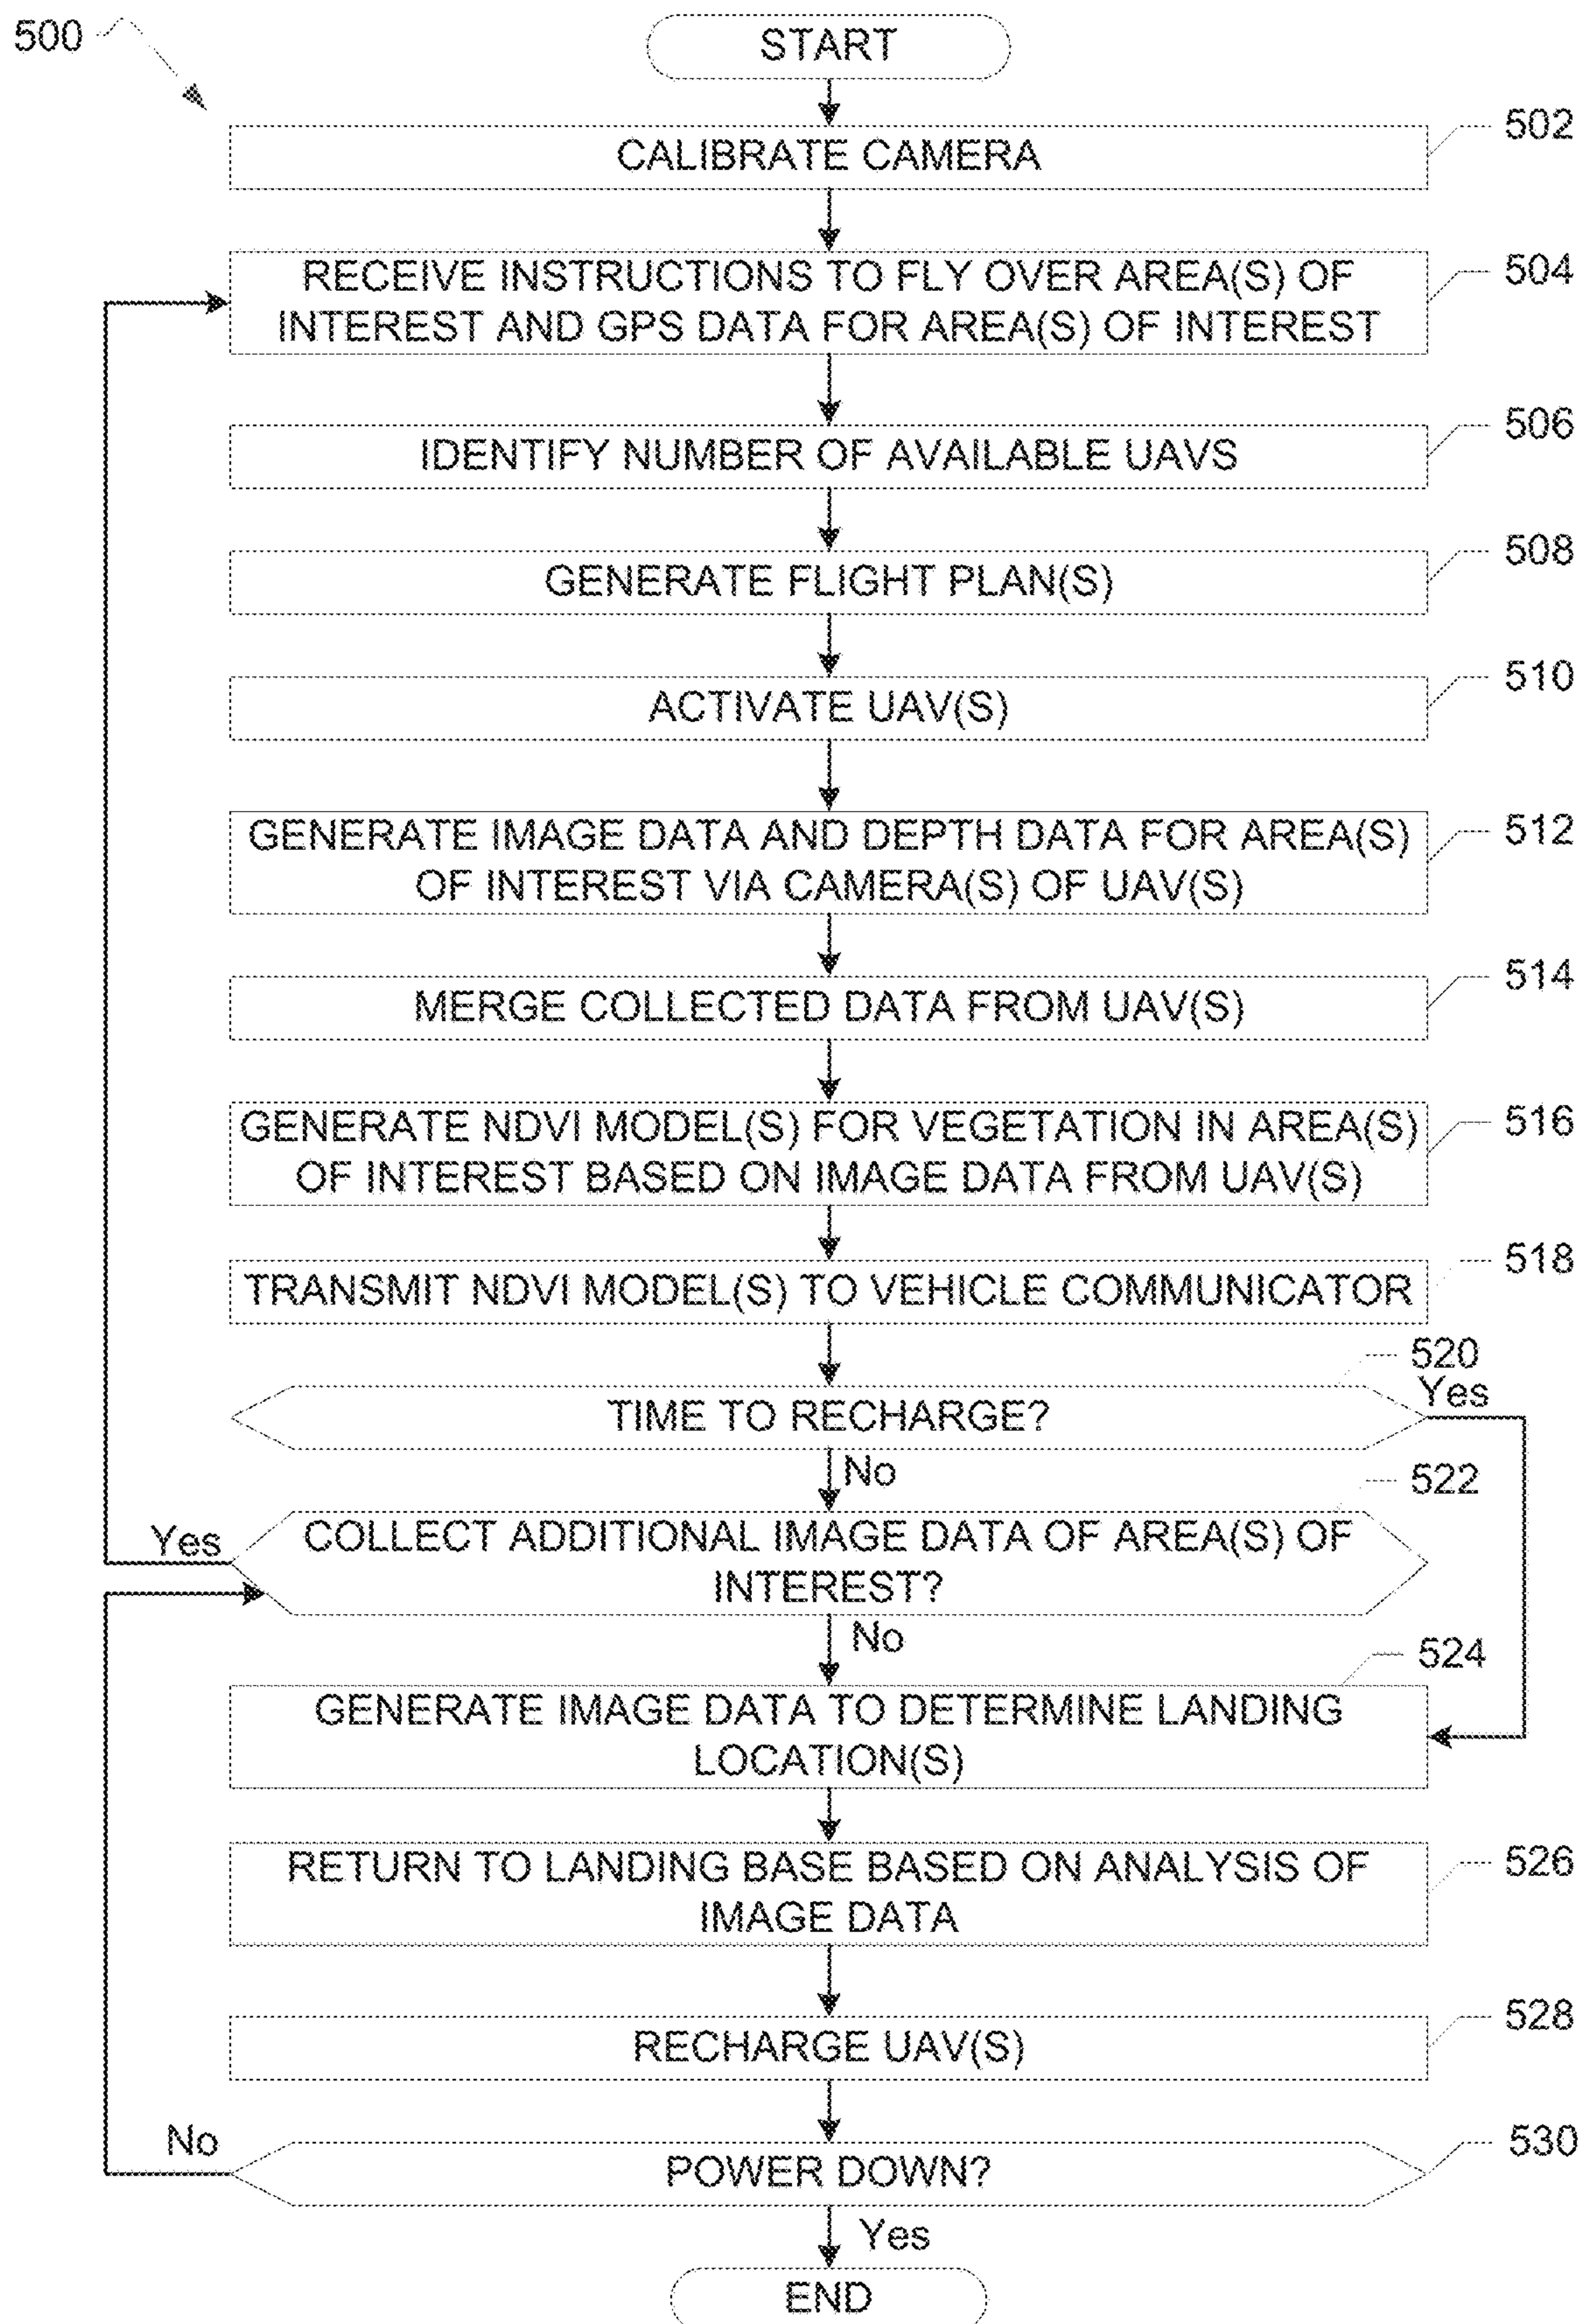 500
START
502
CALIBRATE CAMERA
504
RECEIVE INSTRUCTIONS TO FLY OVER AREA(S) OF
INTEREST AND GPS DATA FOR AREA(S) OF INTEREST
506
IDENTIFY NUMBER OF AVAILABLE UAVS
508
GENERATE FLIGHT PLAN(S)
510
ACTIVATE UAV(S)
512
GENERATE IMAGE DATA AND DEPTH DATA FOR AREA(S)
OF INTEREST VIA CAMERA(S) OF UAV(S)
514
MERGE COLLECTED DATA FROM UAV(S)
516
GENERATE NDVI MODEL(S) FOR VEGETATION IN AREA(S)
OF INTEREST BASED ON IMAGE DATA FROM UAV(S)
518
TRANSMIT NDVI MODEL(S) TO VEHICLE COMMUNICATOR
520
Yes
TIME TO RECHARGE?
No
522
Yes
COLLECT ADDITIONAL IMAGE DATA OF AREA(S) OF
INTEREST?
No
524
GENERATE IMAGE DATA TO DETERMINE LANDING
LOCATION(S)
526
RETURN TO LANDING BASE BASED ON ANALYSIS OF
IMAGE DATA
528
RECHARGE UAV(S)
No
530
POWER DOWN?
Yes
END